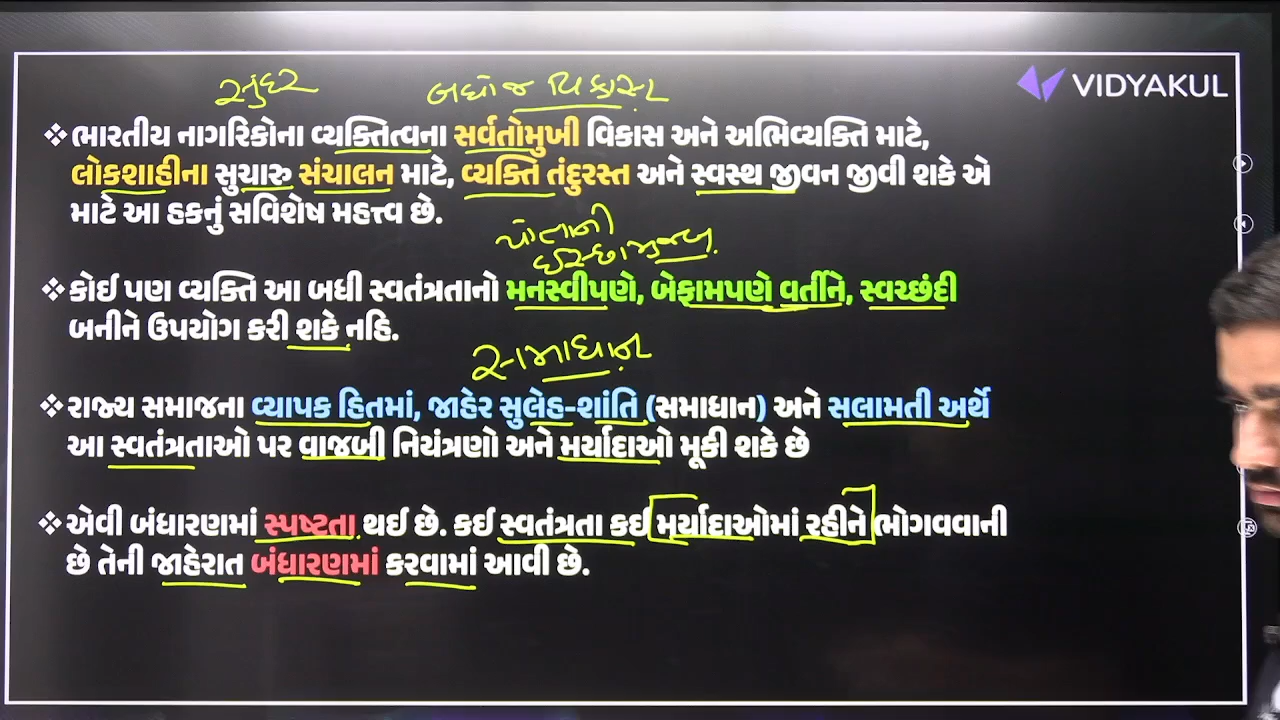 સુંદર બધોજ વિકાસ
VIDYAKUL
❖ભારતીય નાગરિકોના વ્યક્તિત્વના સર્વતોમુખી વિકાસ અને અભિવ્યક્તિ માટે,
લોકશાહીના સુચારુ સંચાલન માટે, વ્યક્તિ તંદુરસ્ત અને સ્વસ્થ જીવન જીવી શકે એ
માટે આ હકનું સવિશેષ મહત્ત્વ છે.
પોતાની
ઈચ્છામુજબ
❖કોઈ પણ વ્યક્તિ આ બધી સ્વતંત્રતાનો મનસ્વીપણે, બેફામપણે વર્તીને, સ્વચ્છંદી
બનીને ઉપયોગ કરી શકે નહિ.
સમાધાન
❖રાજ્ય સમાજના વ્યાપક હિતમાં, જાહેર સુલેહ-શાંતિ (સમાધાન) અને સલામતી અર્થે
આ સ્વતંત્રતાઓ પર વાજબી નિયંત્રણો અને મર્યાદાઓ મૂકી શકે છે
❖એવી બંધારણમાં સ્પષ્ટતા થઈ છે. કઈ સ્વતંત્રતા કઈ મર્યાદાઓમાં રહીને ભોગવવાની
છે તેની જાહેરાત બંધારણમાં કરવામાં આવી છે.